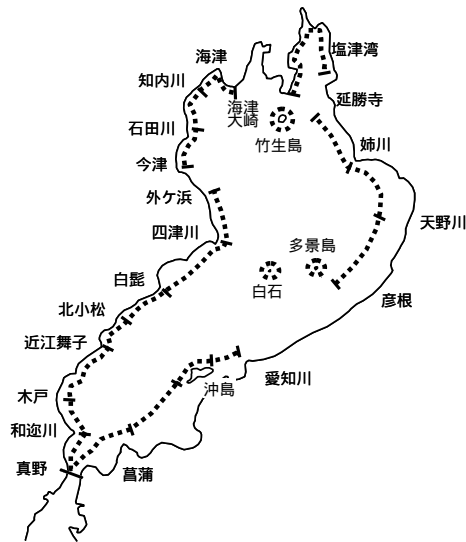 塩津湾
海津
知内川
海津
大崎
延勝寺
石田川
竹生島
姉川
今津
外ケ浜
天野川
四津川
多景島
白髭
白石
彦根
北小松
近江舞子
愛知川
沖島
木戸
和迩川
真野
菖蒲